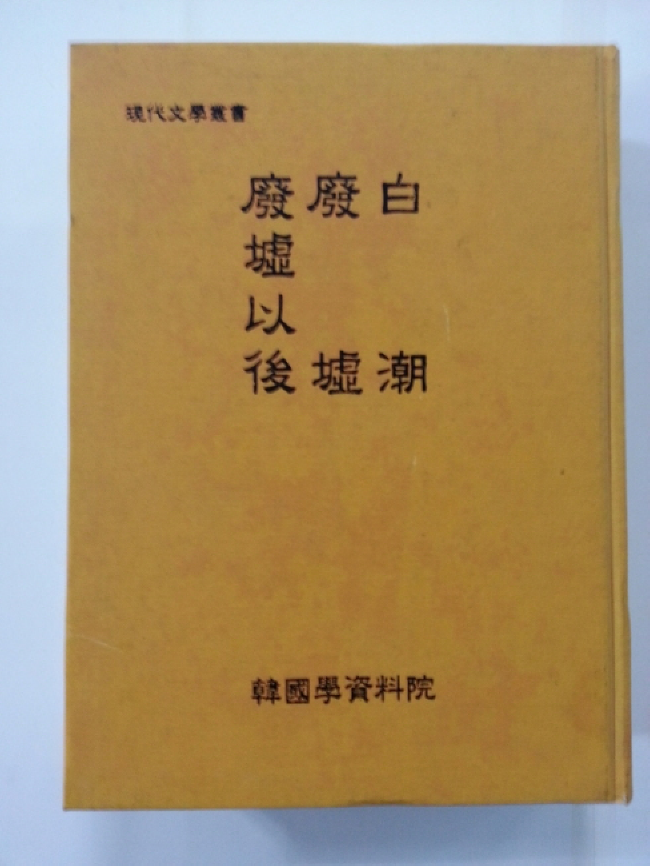 現代文學叢書
白潮
廢墟
廢墟以後
韓國學資料院